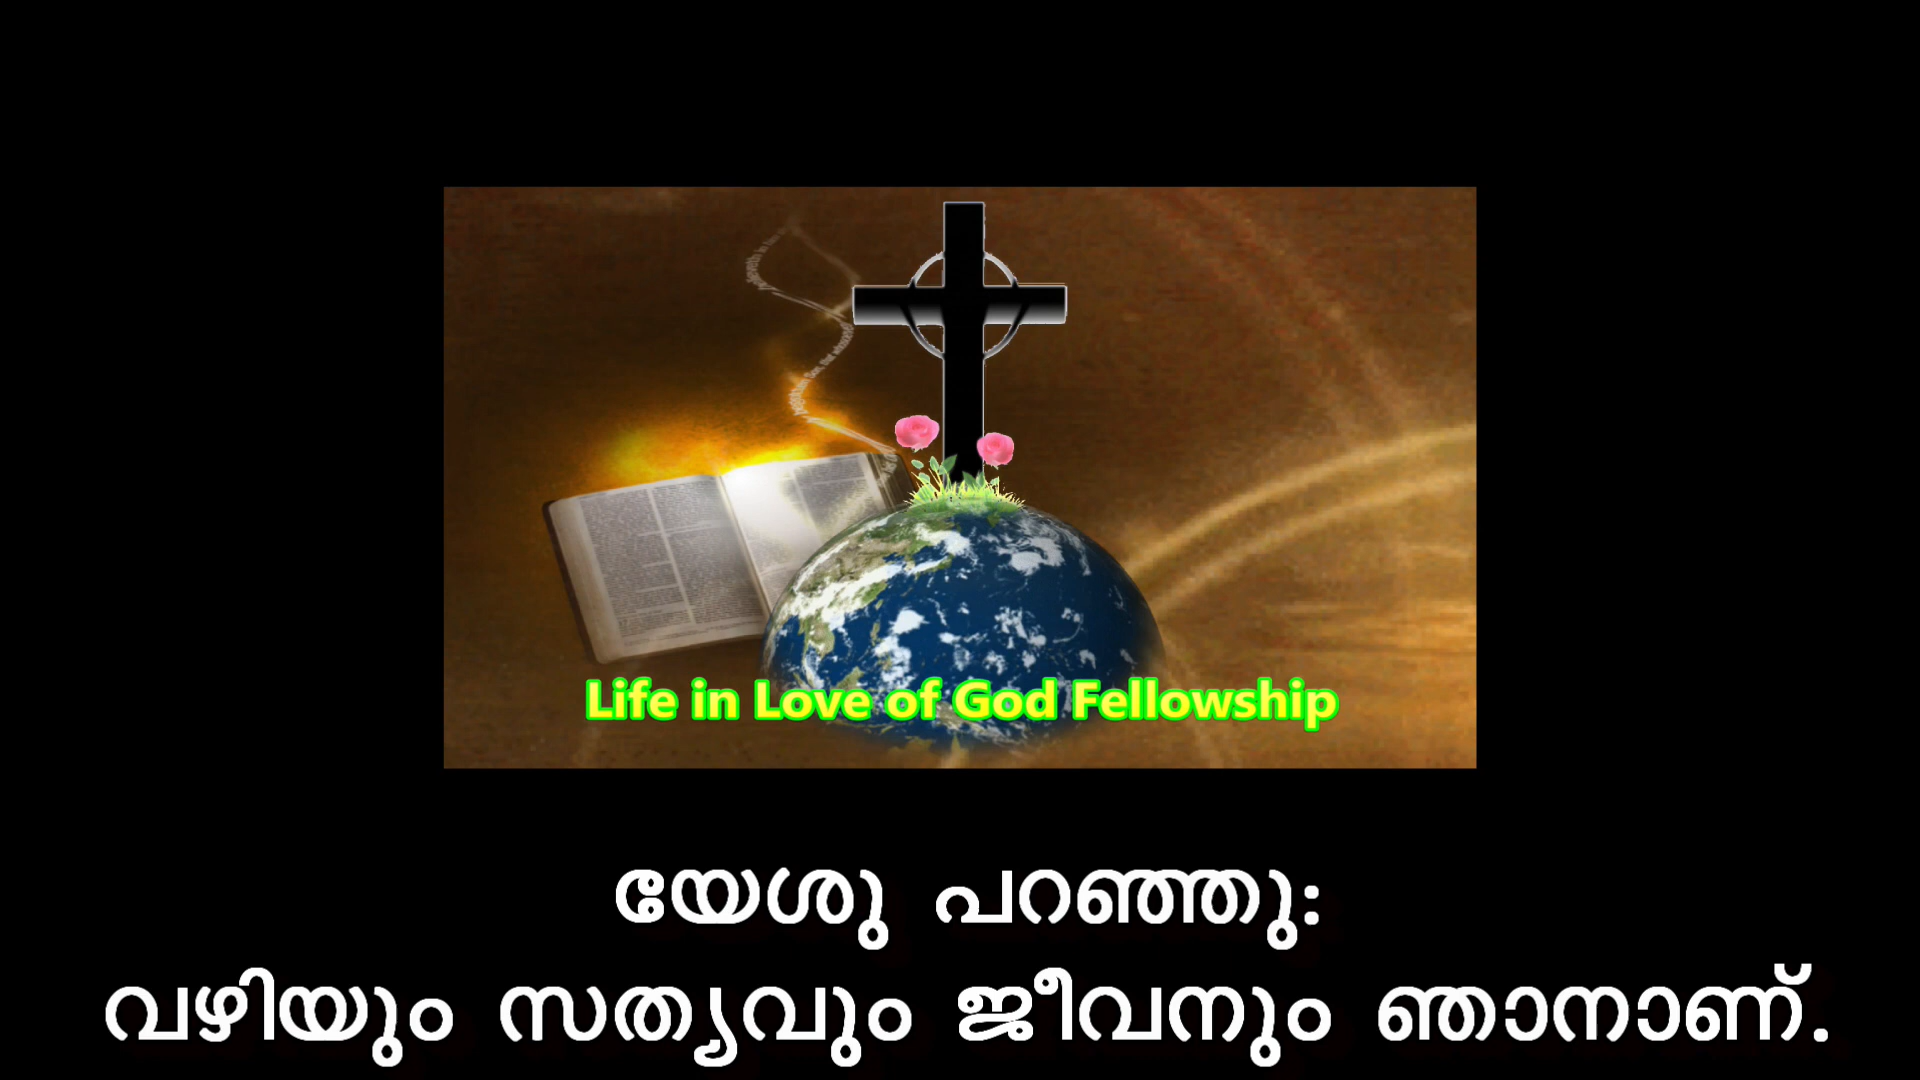 Life in Love of God Fellowship
യേശു പറഞ്ഞു:
വഴിയും സത്യവും ജീവനും ഞാനാണ്.